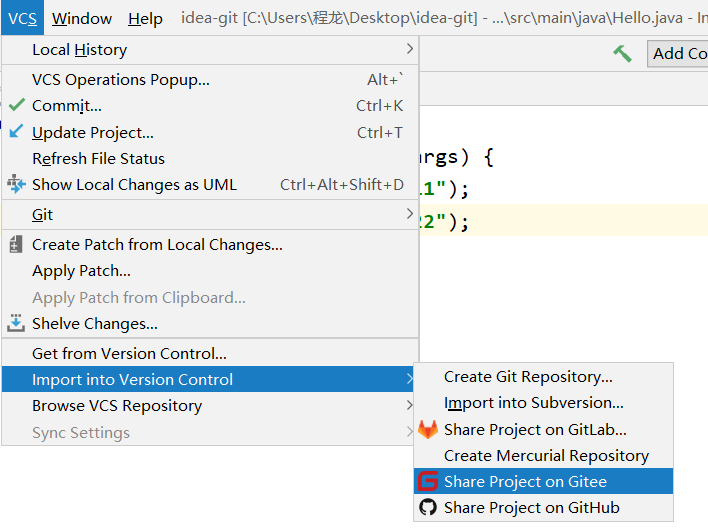 VCS Window Help idea-git [C:\Users\程龙\Desktop\idea-git] - ...\src\main\java\Hello.java - In
Local History
Add Co
VCS Operations Popup... Alt+`
Commit... Ctrl+K
Update Project... Ctrl+T
Refresh File Status
args) {
Show Local Changes as UML Ctrl+Alt+Shift+D
11");
Git
22");
Create Patch from Local Changes...
Apply Patch...
Apply Patch from Clipboard...
Shelve Changes...
Get from Version Control...
Import into Version Control
Browse VCS Repository
Sync Settings
Create Git Repository...
Import into Subversion...
Share Project on GitLab...
Create Mercurial Repository
Share Project on Gitee
Share Project on GitHub